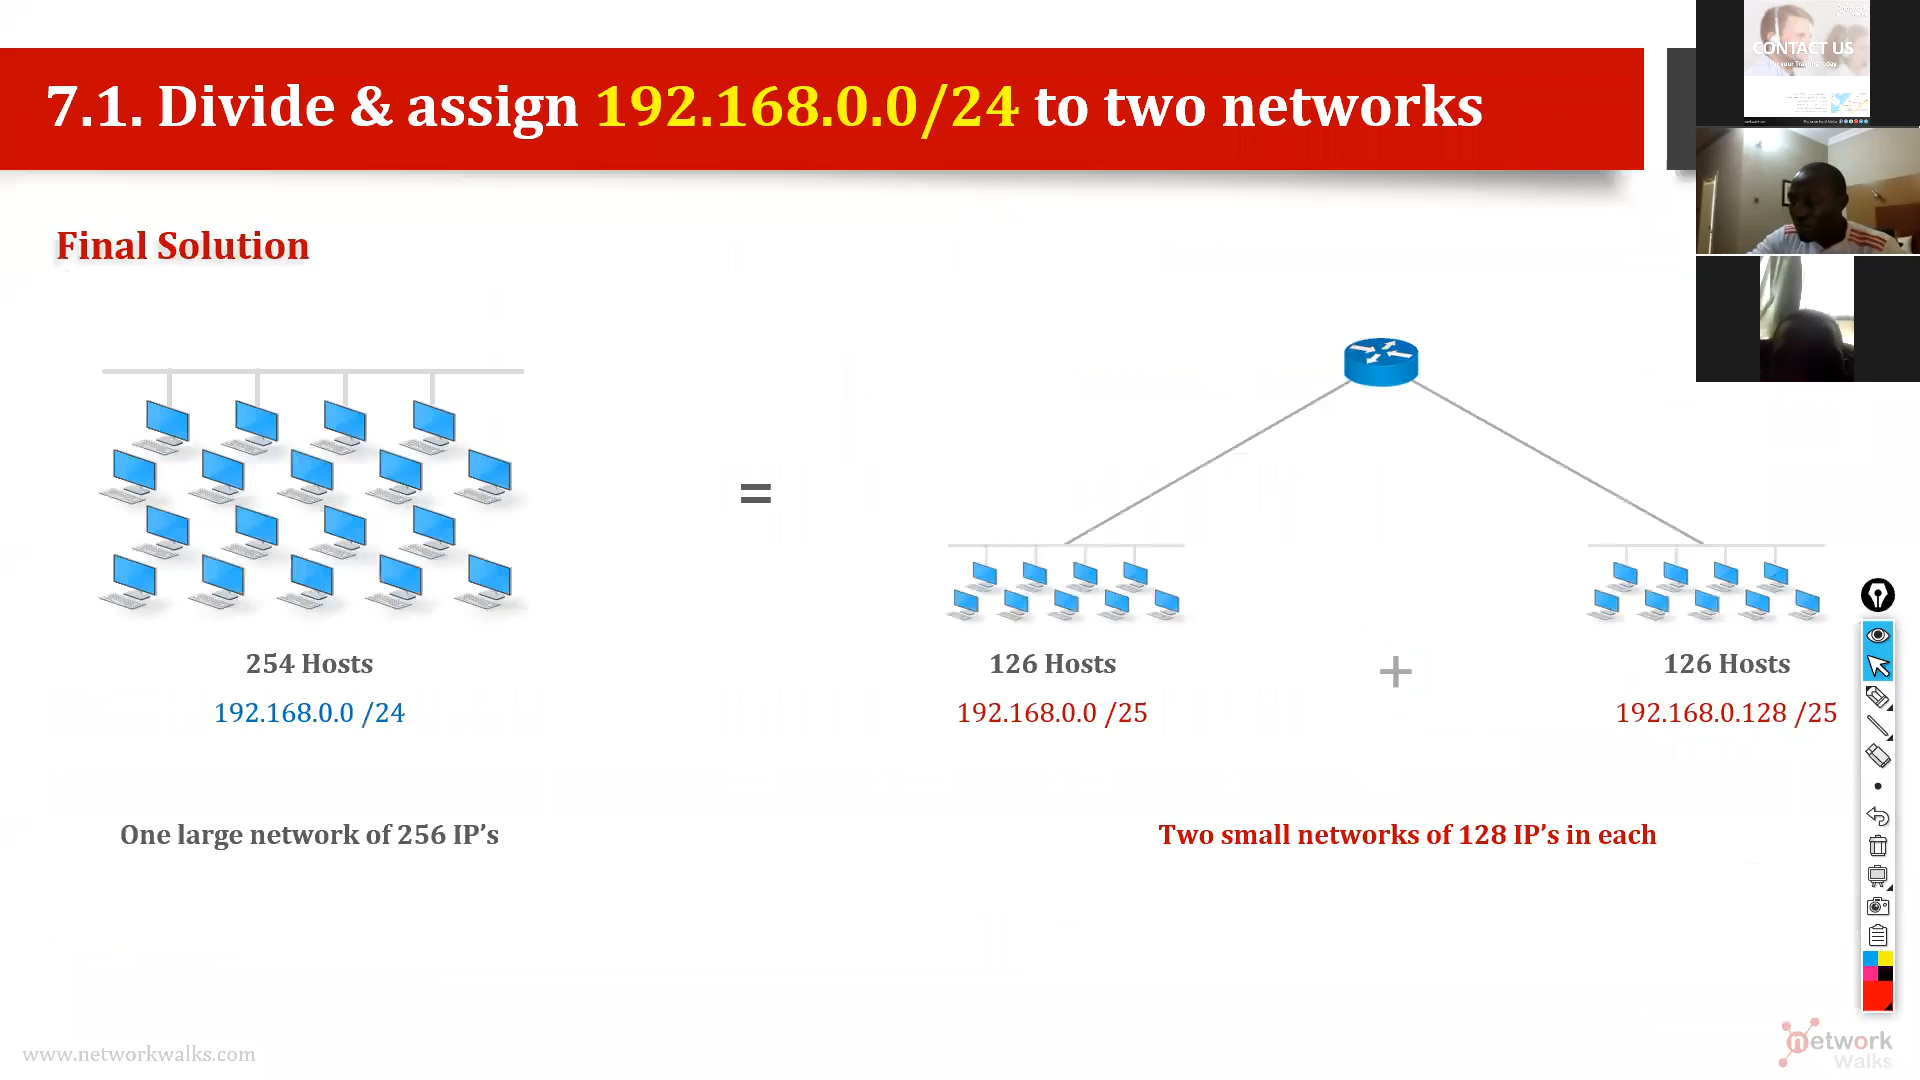 7.1. Divide & assign 192.168.0.0/24 to two networks
CONTACT US
Final Solution
=
254 Hosts
126 Hosts
+
126 Hosts
192.168.0.0 /24
192.168.0.0 /25
192.168.0.128 /25
One large network of 256 IP’s
Two small networks of 128 IP’s in each
www.networkwalks.com
network
Walks